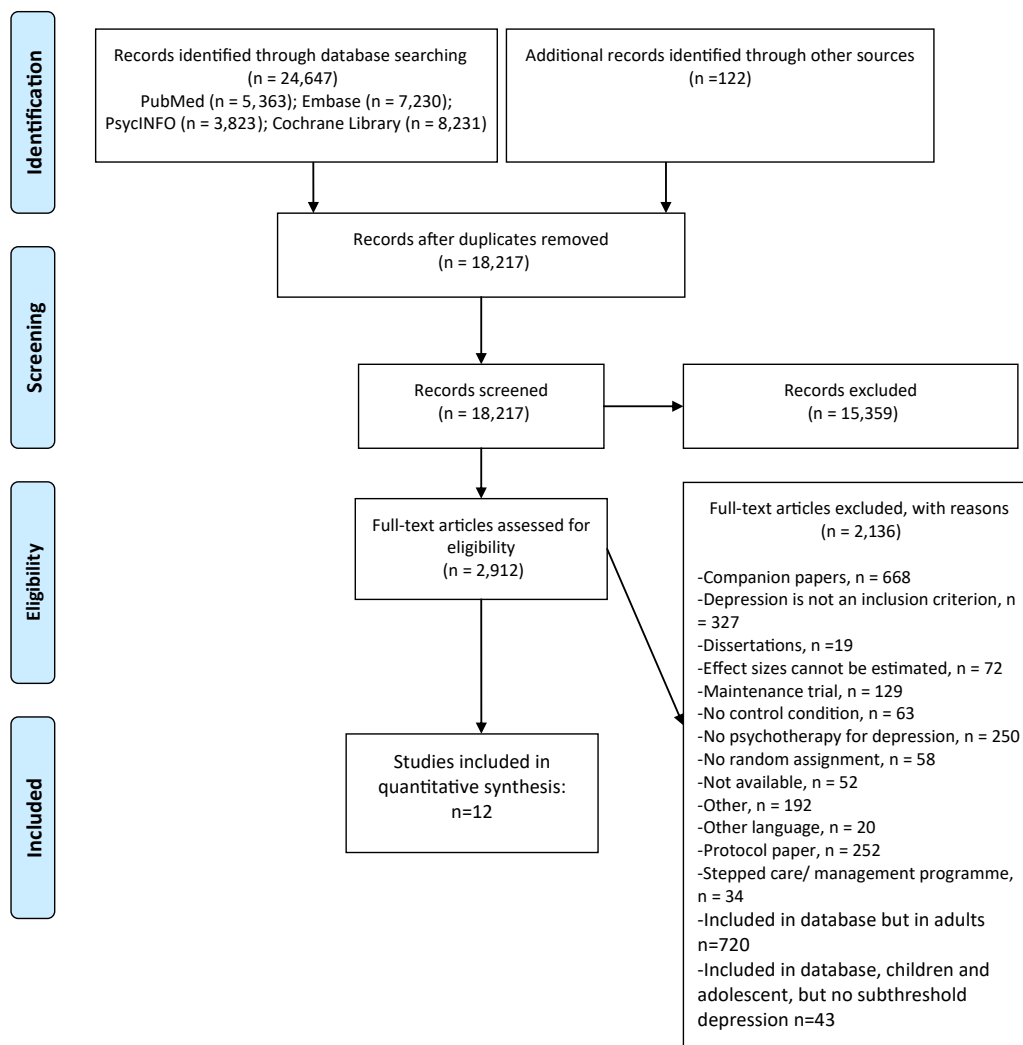 Identification
Records identified through database searching
(n = 24,647)
PubMed (n = 5,363); Embase (n = 7,230);
PsycINFO (n = 3,823); Cochrane Library (n = 8,231)
Additional records identified through other sources
(n =122)
Records after duplicates removed
(n = 18,217)
Screening
Records screened
(n = 18,217)
Records excluded
(n = 15,359)
Eligibility
Full-text articles assessed for
eligibility
(n = 2,912)
Full-text articles excluded, with reasons
(n = 2,136)
-Companion papers, n = 668
-Depression is not an inclusion criterion, n
= 327
-Dissertations, n =19
-Effect sizes cannot be estimated, n = 72
-Maintenance trial, n = 129
-No control condition, n = 63
-No psychotherapy for depression, n = 250
-No random assignment, n = 58
-Not available, n = 52
-Other, n = 192
-Other language, n = 20
-Protocol paper, n = 252
-Stepped care/ management programme,
n = 34
-Included in database but in adults
n=720
-Included in database, children and
adolescent, but no subthreshold
depression n=43
Included
Studies included in
quantitative synthesis:
n=12